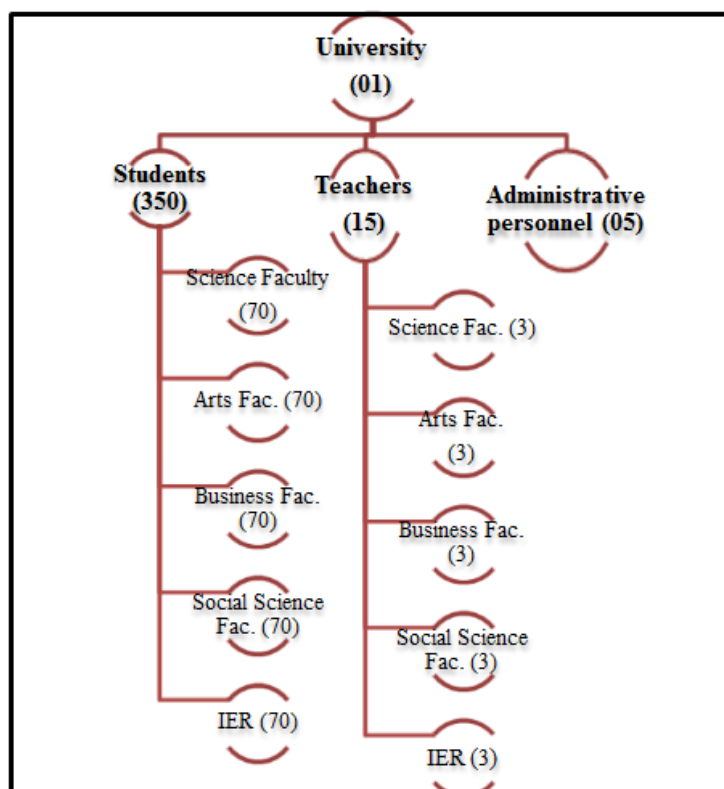 University
(01)
Students
(350)
Teachers
(15)
Administrative
personnel (05)
Science Faculty
(70)
Arts Fac. (70)
Business Fac.
(70)
Social Science
Fac. (70)
IER (70)
Science Fac. (3)
Arts Fac.
(3)
Business Fac.
(3)
Social Science
Fac. (3)
IER (3)